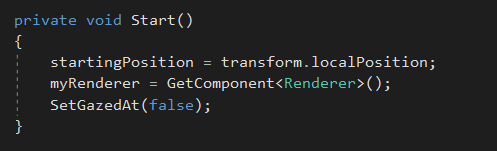 private void Start()
{
startingPosition = transform.localPosition;
myRenderer = GetComponent<Renderer>();
SetGazedAt(false);
}